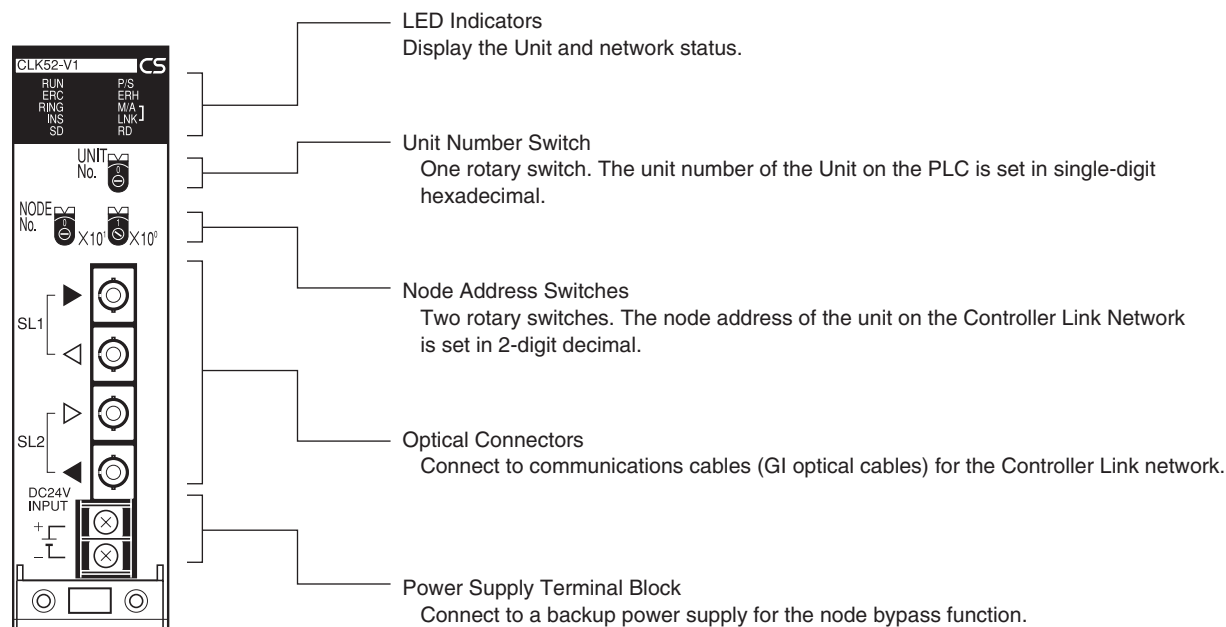 LED Indicators
Display the Unit and network status.
CLK52-V1 CS
RUN P/S
ERC ERH
RING M/A
INS LNK
SD RD
Unit Number Switch
One rotary switch. The unit number of the Unit on the PLC is set in single-digit
hexadecimal.
UNIT
No.
0
NODE
No.
0 X10¹ 1 X10⁰
Node Address Switches
Two rotary switches. The node address of the unit on the Controller Link Network
is set in 2-digit decimal.
SL1
SL2
Optical Connectors
Connect to communications cables (GI optical cables) for the Controller Link network.
DC24V
INPUT
+
–
Power Supply Terminal Block
Connect to a backup power supply for the node bypass function.